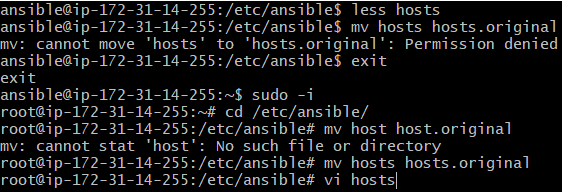 ansible@ip-172-31-14-255:/etc/ansible$ less hosts
ansible@ip-172-31-14-255:/etc/ansible$ mv hosts hosts.original
mv: cannot move 'hosts' to 'hosts.original': Permission denied
ansible@ip-172-31-14-255:/etc/ansible$ exit
exit
ansible@ip-172-31-14-255:~$ sudo -i
root@ip-172-31-14-255:~# cd /etc/ansible/
root@ip-172-31-14-255:/etc/ansible# mv host host.original
mv: cannot stat 'host': No such file or directory
root@ip-172-31-14-255:/etc/ansible# mv hosts hosts.original
root@ip-172-31-14-255:/etc/ansible# vi hosts